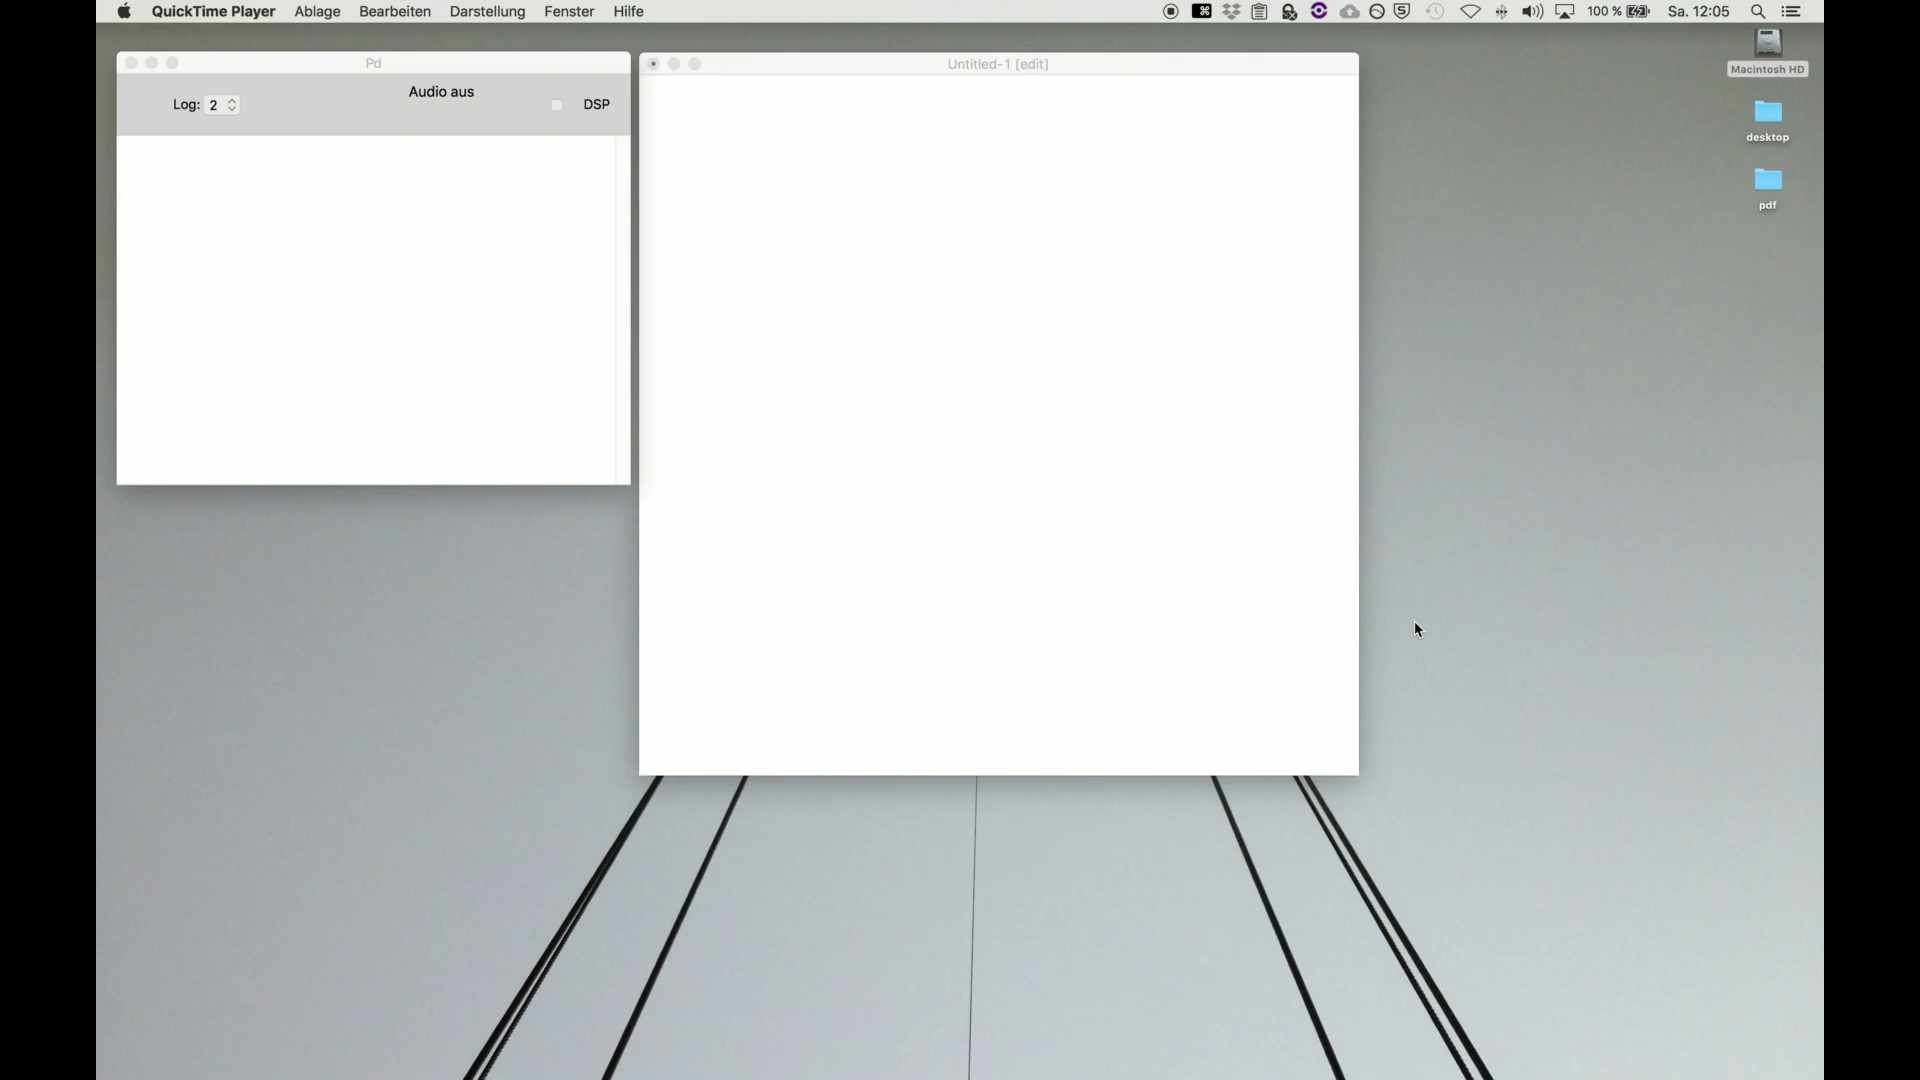 QuickTime Player Ablage Bearbeiten Darstellung Fenster Hilfe 100 % Sa. 12:05
Pd
Log: 2 Audio aus DSP
Untitled-1 [edit]
Macintosh HD
desktop
pdf